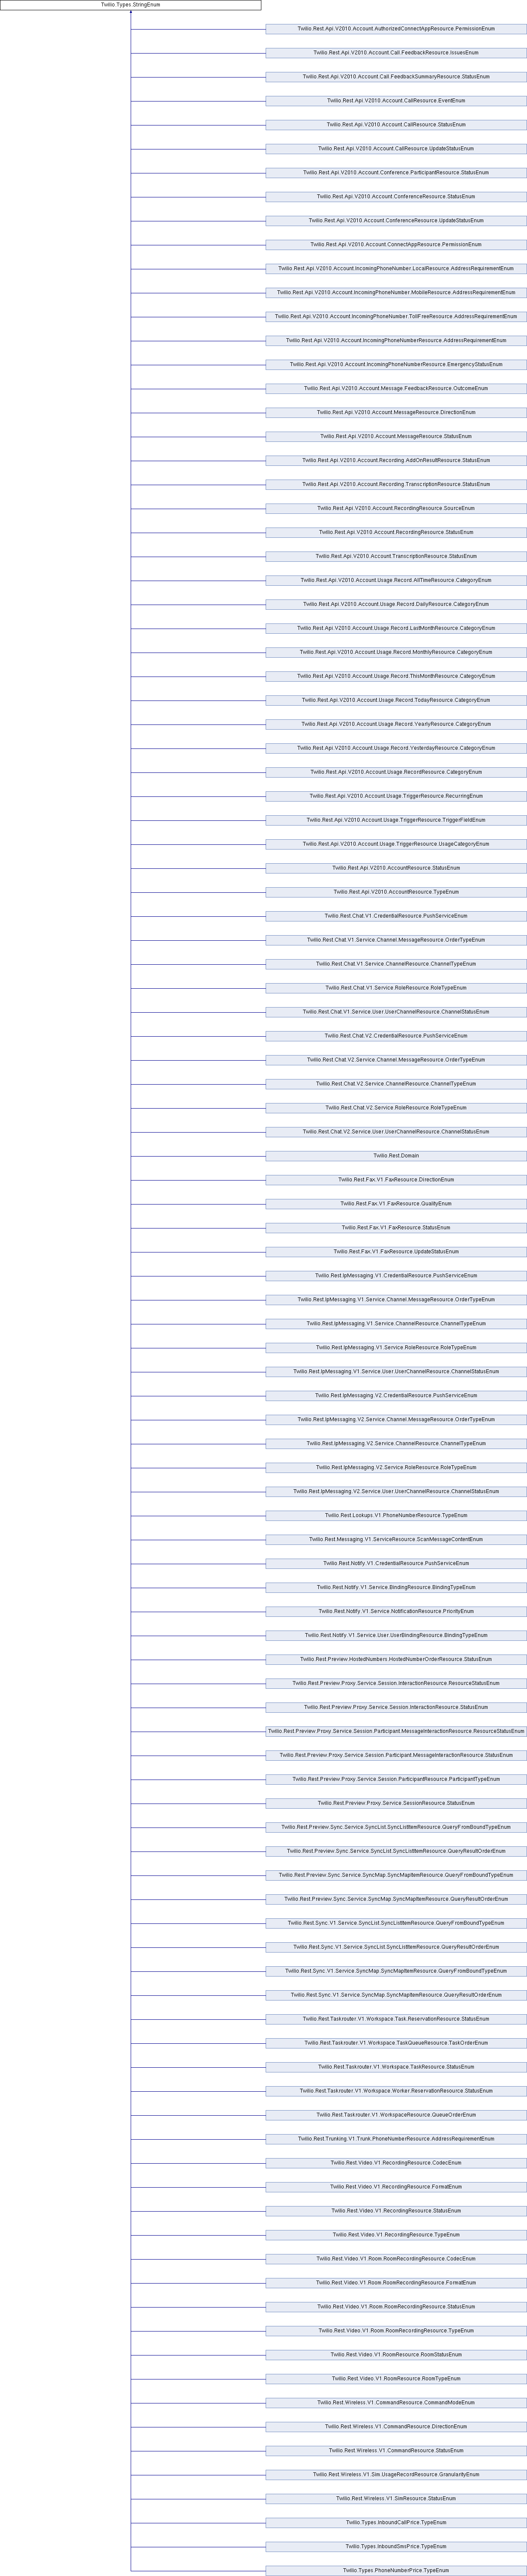 Twilio.Types.StringEnum
Twilio.Rest.Api.V2010.Account.AuthorizedConnectAppResource.PermissionEnum
Twilio.Rest.Api.V2010.Account.Call.FeedbackResource.IssuesEnum
Twilio.Rest.Api.V2010.Account.Call.FeedbackSummaryResource.StatusEnum
Twilio.Rest.Api.V2010.Account.CallResource.EventEnum
Twilio.Rest.Api.V2010.Account.CallResource.StatusEnum
Twilio.Rest.Api.V2010.Account.CallResource.UpdateStatusEnum
Twilio.Rest.Api.V2010.Account.Conference.ParticipantResource.StatusEnum
Twilio.Rest.Api.V2010.Account.ConferenceResource.StatusEnum
Twilio.Rest.Api.V2010.Account.ConferenceResource.UpdateStatusEnum
Twilio.Rest.Api.V2010.Account.ConnectAppResource.PermissionEnum
Twilio.Rest.Api.V2010.Account.IncomingPhoneNumber.LocalResource.AddressRequirementEnum
Twilio.Rest.Api.V2010.Account.IncomingPhoneNumber.MobileResource.AddressRequirementEnum
Twilio.Rest.Api.V2010.Account.IncomingPhoneNumber.TollFreeResource.AddressRequirementEnum
Twilio.Rest.Api.V2010.Account.IncomingPhoneNumberResource.AddressRequirementEnum
Twilio.Rest.Api.V2010.Account.IncomingPhoneNumberResource.EmergencyStatusEnum
Twilio.Rest.Api.V2010.Account.Message.FeedbackResource.OutcomeEnum
Twilio.Rest.Api.V2010.Account.MessageResource.DirectionEnum
Twilio.Rest.Api.V2010.Account.MessageResource.StatusEnum
Twilio.Rest.Api.V2010.Account.Recording.AddOnResultResource.StatusEnum
Twilio.Rest.Api.V2010.Account.Recording.TranscriptionResource.StatusEnum
Twilio.Rest.Api.V2010.Account.RecordingResource.SourceEnum
Twilio.Rest.Api.V2010.Account.RecordingResource.StatusEnum
Twilio.Rest.Api.V2010.Account.TranscriptionResource.StatusEnum
Twilio.Rest.Api.V2010.Account.Usage.Record.AllTimeResource.CategoryEnum
Twilio.Rest.Api.V2010.Account.Usage.Record.DailyResource.CategoryEnum
Twilio.Rest.Api.V2010.Account.Usage.Record.LastMonthResource.CategoryEnum
Twilio.Rest.Api.V2010.Account.Usage.Record.MonthlyResource.CategoryEnum
Twilio.Rest.Api.V2010.Account.Usage.Record.ThisMonthResource.CategoryEnum
Twilio.Rest.Api.V2010.Account.Usage.Record.TodayResource.CategoryEnum
Twilio.Rest.Api.V2010.Account.Usage.Record.YearlyResource.CategoryEnum
Twilio.Rest.Api.V2010.Account.Usage.Record.YesterdayResource.CategoryEnum
Twilio.Rest.Api.V2010.Account.Usage.RecordResource.CategoryEnum
Twilio.Rest.Api.V2010.Account.Usage.TriggerResource.RecurringEnum
Twilio.Rest.Api.V2010.Account.Usage.TriggerResource.TriggerFieldEnum
Twilio.Rest.Api.V2010.Account.Usage.TriggerResource.UsageCategoryEnum
Twilio.Rest.Api.V2010.AccountResource.StatusEnum
Twilio.Rest.Api.V2010.AccountResource.TypeEnum
Twilio.Rest.Chat.V1.CredentialResource.PushServiceEnum
Twilio.Rest.Chat.V1.Service.Channel.MessageResource.OrderTypeEnum
Twilio.Rest.Chat.V1.Service.ChannelResource.ChannelTypeEnum
Twilio.Rest.Chat.V1.Service.RoleResource.RoleTypeEnum
Twilio.Rest.Chat.V1.Service.User.UserChannelResource.ChannelStatusEnum
Twilio.Rest.Chat.V2.CredentialResource.PushServiceEnum
Twilio.Rest.Chat.V2.Service.Channel.MessageResource.OrderTypeEnum
Twilio.Rest.Chat.V2.Service.ChannelResource.ChannelTypeEnum
Twilio.Rest.Chat.V2.Service.RoleResource.RoleTypeEnum
Twilio.Rest.Chat.V2.Service.User.UserChannelResource.ChannelStatusEnum
Twilio.Rest.Domain
Twilio.Rest.Fax.V1.FaxResource.DirectionEnum
Twilio.Rest.Fax.V1.FaxResource.QualityEnum
Twilio.Rest.Fax.V1.FaxResource.StatusEnum
Twilio.Rest.Fax.V1.FaxResource.UpdateStatusEnum
Twilio.Rest.IpMessaging.V1.CredentialResource.PushServiceEnum
Twilio.Rest.IpMessaging.V1.Service.Channel.MessageResource.OrderTypeEnum
Twilio.Rest.IpMessaging.V1.Service.ChannelResource.ChannelTypeEnum
Twilio.Rest.IpMessaging.V1.Service.RoleResource.RoleTypeEnum
Twilio.Rest.IpMessaging.V1.Service.User.UserChannelResource.ChannelStatusEnum
Twilio.Rest.IpMessaging.V2.CredentialResource.PushServiceEnum
Twilio.Rest.IpMessaging.V2.Service.Channel.MessageResource.OrderTypeEnum
Twilio.Rest.IpMessaging.V2.Service.ChannelResource.ChannelTypeEnum
Twilio.Rest.IpMessaging.V2.Service.RoleResource.RoleTypeEnum
Twilio.Rest.IpMessaging.V2.Service.User.UserChannelResource.ChannelStatusEnum
Twilio.Rest.Lookups.V1.PhoneNumberResource.TypeEnum
Twilio.Rest.Messaging.V1.ServiceResource.ScanMessageContentEnum
Twilio.Rest.Notify.V1.CredentialResource.PushServiceEnum
Twilio.Rest.Notify.V1.Service.BindingResource.BindingTypeEnum
Twilio.Rest.Notify.V1.Service.NotificationResource.PriorityEnum
Twilio.Rest.Notify.V1.Service.User.UserBindingResource.BindingTypeEnum
Twilio.Rest.Preview.HostedNumbers.HostedNumberOrderResource.StatusEnum
Twilio.Rest.Preview.Proxy.Service.Session.InteractionResource.ResourceStatusEnum
Twilio.Rest.Preview.Proxy.Service.Session.InteractionResource.StatusEnum
Twilio.Rest.Preview.Proxy.Service.Session.Participant.MessageInteractionResource.ResourceStatusEnum
Twilio.Rest.Preview.Proxy.Service.Session.Participant.MessageInteractionResource.StatusEnum
Twilio.Rest.Preview.Proxy.Service.Session.ParticipantResource.ParticipantTypeEnum
Twilio.Rest.Preview.Proxy.Service.SessionResource.StatusEnum
Twilio.Rest.Preview.Sync.Service.SyncList.SyncListItemResource.QueryFromBoundTypeEnum
Twilio.Rest.Preview.Sync.Service.SyncList.SyncListItemResource.QueryResultOrderEnum
Twilio.Rest.Preview.Sync.Service.SyncMap.SyncMapItemResource.QueryFromBoundTypeEnum
Twilio.Rest.Preview.Sync.Service.SyncMap.SyncMapItemResource.QueryResultOrderEnum
Twilio.Rest.Sync.V1.Service.SyncList.SyncListItemResource.QueryFromBoundTypeEnum
Twilio.Rest.Sync.V1.Service.SyncList.SyncListItemResource.QueryResultOrderEnum
Twilio.Rest.Sync.V1.Service.SyncMap.SyncMapItemResource.QueryFromBoundTypeEnum
Twilio.Rest.Sync.V1.Service.SyncMap.SyncMapItemResource.QueryResultOrderEnum
Twilio.Rest.Taskrouter.V1.Workspace.Task.ReservationResource.StatusEnum
Twilio.Rest.Taskrouter.V1.Workspace.TaskQueueResource.TaskOrderEnum
Twilio.Rest.Taskrouter.V1.Workspace.TaskResource.StatusEnum
Twilio.Rest.Taskrouter.V1.Workspace.Worker.ReservationResource.StatusEnum
Twilio.Rest.Taskrouter.V1.WorkspaceResource.QueueOrderEnum
Twilio.Rest.Trunking.V1.Trunk.PhoneNumberResource.AddressRequirementEnum
Twilio.Rest.Video.V1.RecordingResource.CodecEnum
Twilio.Rest.Video.V1.RecordingResource.FormatEnum
Twilio.Rest.Video.V1.RecordingResource.StatusEnum
Twilio.Rest.Video.V1.RecordingResource.TypeEnum
Twilio.Rest.Video.V1.Room.RoomRecordingResource.CodecEnum
Twilio.Rest.Video.V1.Room.RoomRecordingResource.FormatEnum
Twilio.Rest.Video.V1.Room.RoomRecordingResource.StatusEnum
Twilio.Rest.Video.V1.Room.RoomRecordingResource.TypeEnum
Twilio.Rest.Video.V1.RoomResource.RoomStatusEnum
Twilio.Rest.Video.V1.RoomResource.RoomTypeEnum
Twilio.Rest.Wireless.V1.CommandResource.CommandModeEnum
Twilio.Rest.Wireless.V1.CommandResource.DirectionEnum
Twilio.Rest.Wireless.V1.CommandResource.StatusEnum
Twilio.Rest.Wireless.V1.Sim.UsageRecordResource.GranularityEnum
Twilio.Rest.Wireless.V1.SimResource.StatusEnum
Twilio.Types.InboundCallPrice.TypeEnum
Twilio.Types.InboundSmsPrice.TypeEnum
Twilio.Types.PhoneNumberPrice.TypeEnum